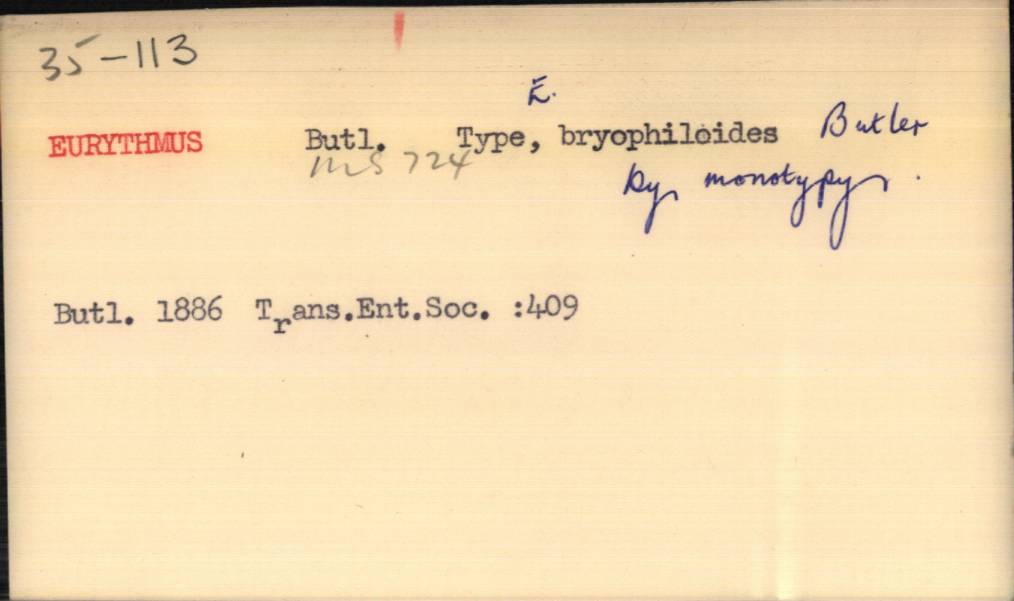 35-113
E.
EURYTHMUS Butl. Type, bryophiloides Butler
MS 724 by monotypy.
Butl. 1886 Trans.Ent.Soc. :409